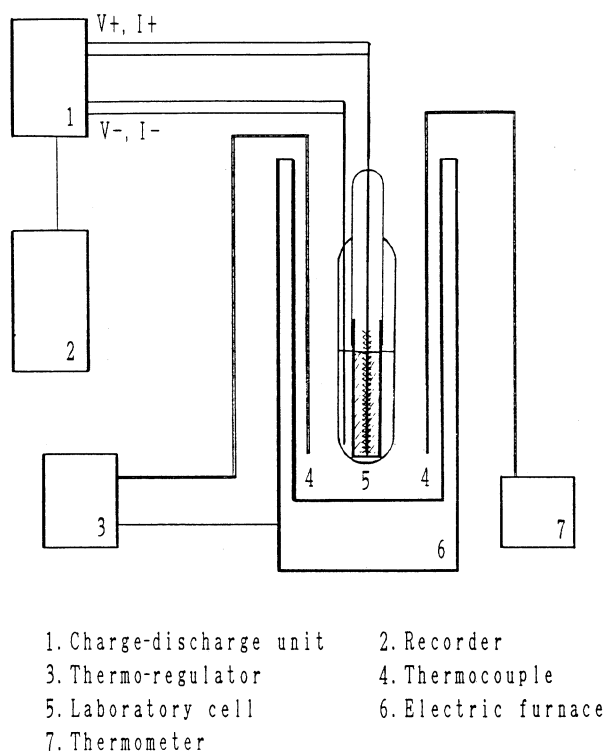 V+, I+
1
V-, I-
2
3
4
5
4
6
7
1. Charge-discharge unit
2. Recorder
3. Thermo-regulator
4. Thermocouple
5. Laboratory cell
6. Electric furnace
7. Thermometer